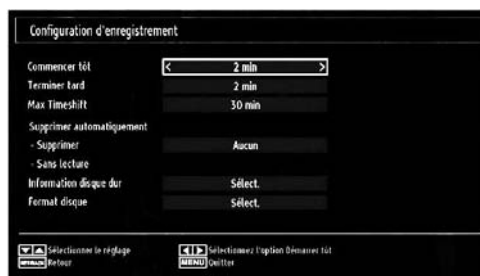 Configuration d'enregistrement
Commencer tôt < 2 min >
Terminer tard 2 min
Max Timeshift 30 min
Supprimer automatiquement
- Supprimer Aucun
- Sans lecture
Information disque dur Sélect.
Format disque Sélect.
Sélectionner le réglage Sélectionnez l'option Démarrer tôt
Retour MENU Quitter